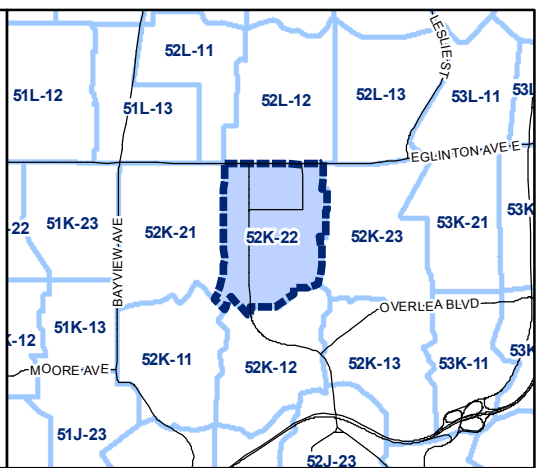 52L-11
LESLIE ST
51L-12
51L-13
52L-12
52L-13
53L-11
53L
EGLINTON AVE E
-22
51K-23
BAYVIEW AVE
52K-21
52K-22
52K-23
53K-21
53K
OVERLEA BLVD
K-12
51K-13
MOORE AVE
52K-11
52K-12
52K-13
53K-11
53K
51J-23
52J-23